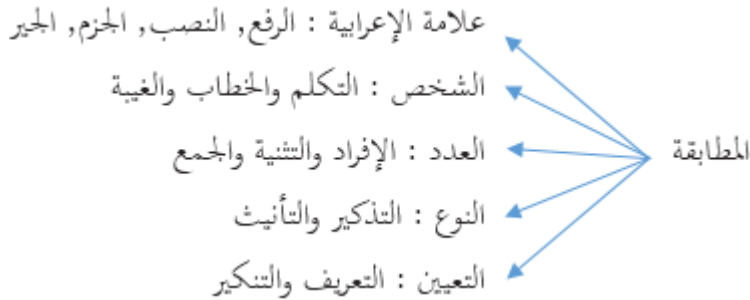 علامة الإعرابية : الرفع, النصب, الجزم, الجير
الشخص : التكلم والخطاب والغيبة
المطابقة
العدد : الإفراد والتثنية والجمع
النوع : التذكير والتأنيث
التعيين : التعريف والتنكير